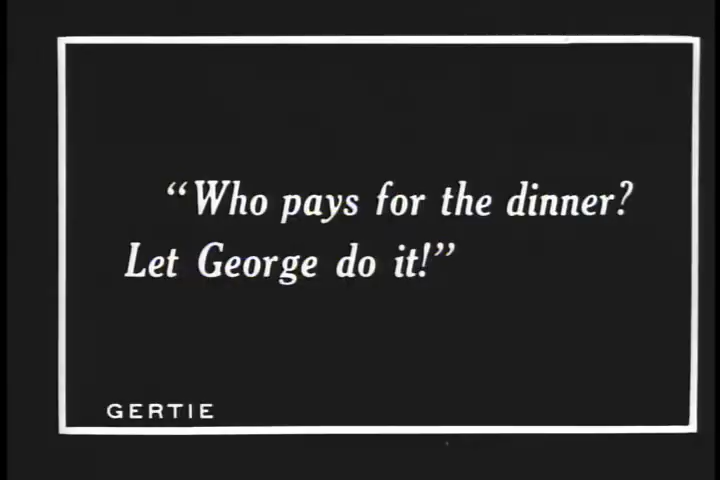 “Who pays for the dinner?
Let George do it!”
GERTIE